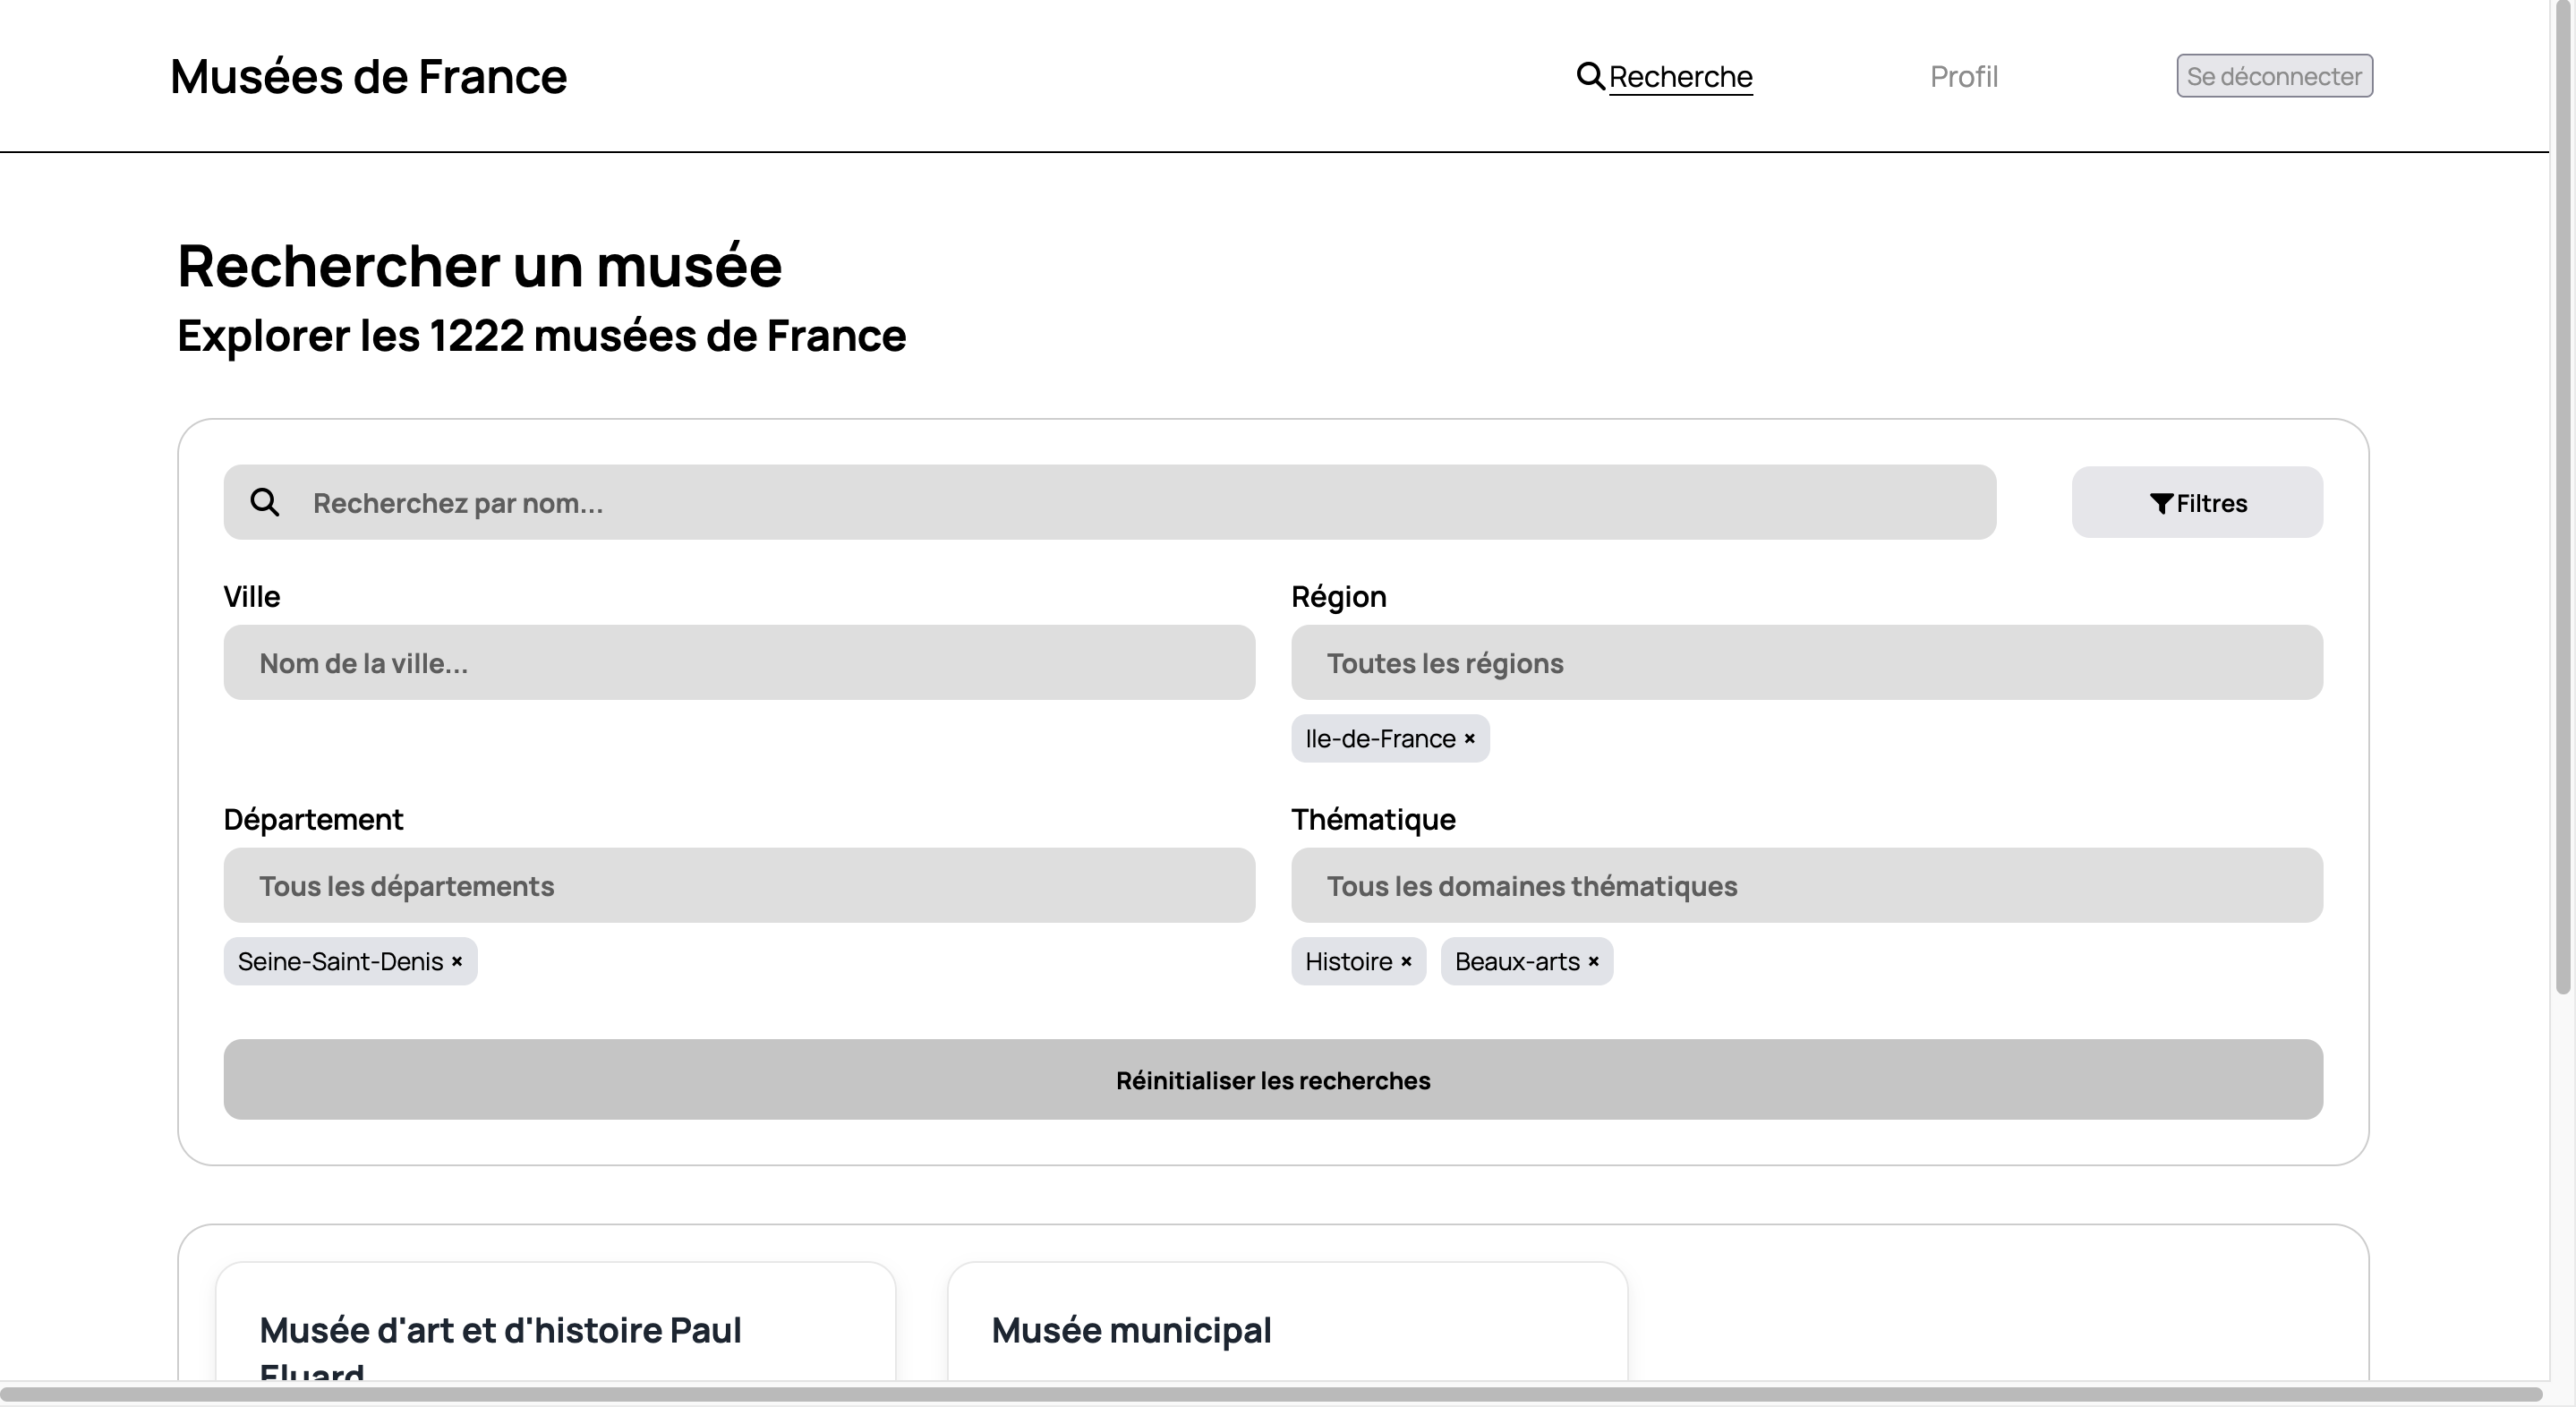 Musées de France
Recherche
Profil
Se déconnecter
Rechercher un musée
Explorer les 1222 musées de France
Recherchez par nom...
Filtres
Ville
Région
Nom de la ville...
Toutes les régions
Ile-de-France ×
Département
Thématique
Tous les départements
Tous les domaines thématiques
Seine-Saint-Denis ×
Histoire ×
Beaux-arts ×
Réinitialiser les recherches
Musée d'art et d'histoire Paul
Eluard
Musée municipal